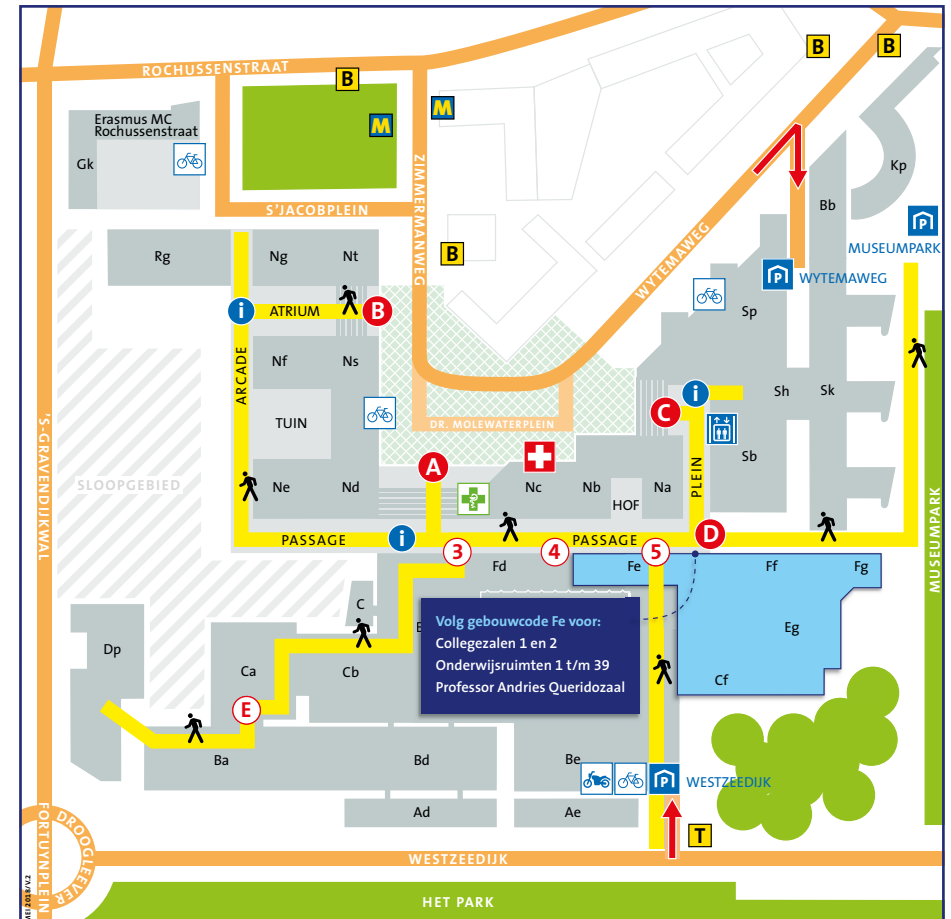 ROCHUSSENSTRAAT
B
B
B
M
M
Erasmus MC
Rochussenstraat
Gk
ZIMMERMANWEG
Kp
Bb
S'JACOBPLEIN
P
MUSEUMPARK
Rg
Ng
Nt
B
WYTEMAWEG
P
WYTEMAWEG
i
ATRIUM
B
Sp
ARCADE
Nf
Ns
TUIN
i
Sh
Sk
C
DR. MOLEWATERPLEIN
'S-GRAVENDIJKWAL
SLOOPGEBIED
A
Sb
PLEIN
Ne
Nd
Nc
Nb
Na
HOF
MUSEUMPARK
PASSAGE
i
PASSAGE
D
3
4
5
Fd
Fe
Ff
Fg
C
Volg gebouwcode Fe voor:
Collegezalen 1 en 2
Onderwijsruimten 1 t/m 39
Professor Andries Queridozaal
Eg
Dp
Ca
Cb
Cf
E
Ba
Bd
Be
P
WESTZEEDIJK
Ad
Ae
T
DROOGLEEVER
FORTUYNPLEIN
WESTZEEDIJK
HET PARK
MEI 2018/V.2